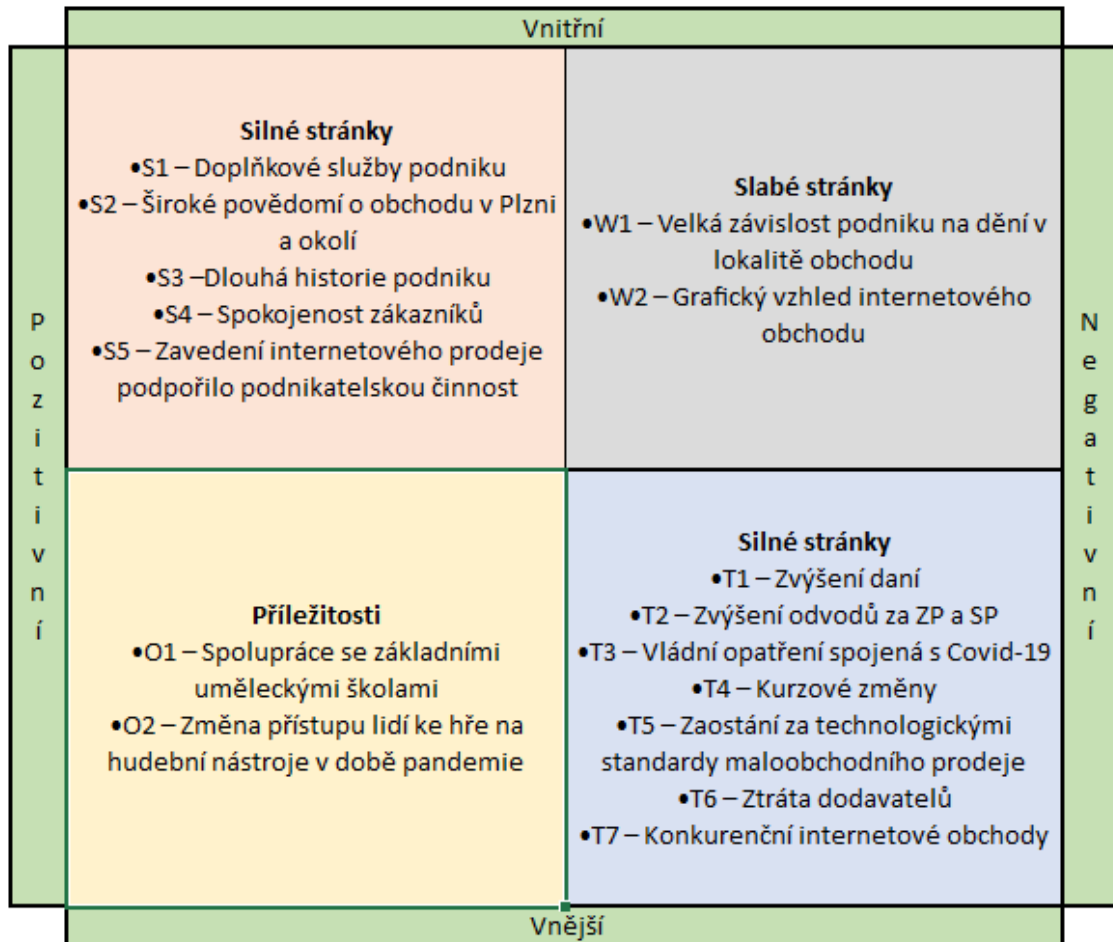 Vnitřní
Pozitivní
Silné stránky
•S1 – Doplňkové služby podniku
•S2 – Široké povědomí o obchodu v Plzni
a okolí
•S3 –Dlouhá historie podniku
•S4 – Spokojenost zákazníků
•S5 – Zavedení internetového prodeje
podpořilo podnikatelskou činnost
Slabé stránky
•W1 – Velká závislost podniku na dění v
lokalitě obchodu
•W2 – Grafický vzhled internetového
obchodu
Negativní
Příležitosti
•O1 – Spolupráce se základními
uměleckými školami
•O2 – Změna přístupu lidí ke hře na
hudební nástroje v době pandemie
Silné stránky
•T1 – Zvýšení daní
•T2 – Zvýšení odvodů za ZP a SP
•T3 – Vládní opatření spojená s Covid-19
•T4 – Kurzové změny
•T5 – Zaostání za technologickými
standardy maloobchodního prodeje
•T6 – Ztráta dodavatelů
•T7 – Konkurenční internetové obchody
Vnější